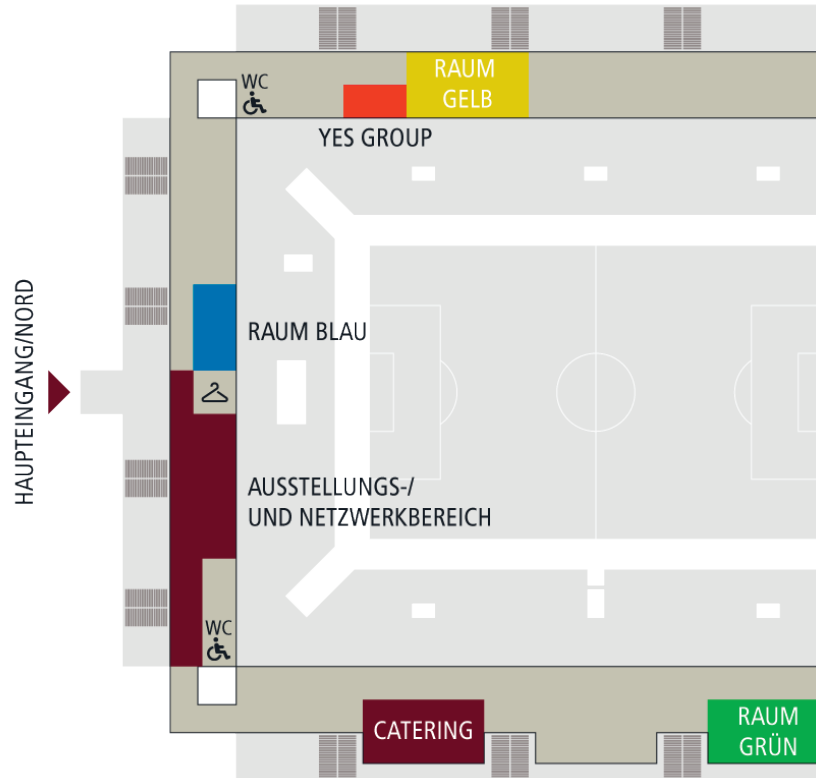 WC
RAUM
GELB
YES GROUP
HAUPTEINGANG/NORD
RAUM BLAU
AUSSTELLUNGS-/
UND NETZWERKBEREICH
WC
CATERING
RAUM
GRÜN